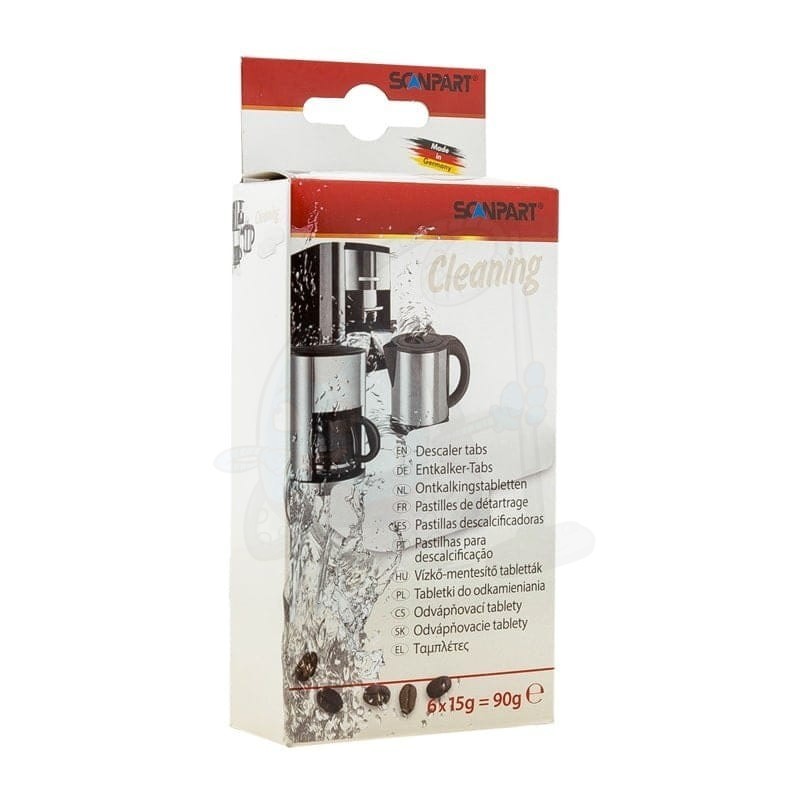 SCANPART®
Made
in
Germany
SCANPART®
Cleaning
Cleaning
EN Descaler tabs
DE Entkalker-Tabs
NL Ontkalkingstabletten
FR Pastilles de détartrage
ES Pastillas descalcificadoras
PT Pastilhas para
descalcificação
HU Vízkő-mentesítő tabletták
PL Tabletki do odkamieniania
CS Odvápňovací tablety
SK Odvápňovacie tablety
EL Ταμπλέτες
6x15g = 90g ℮